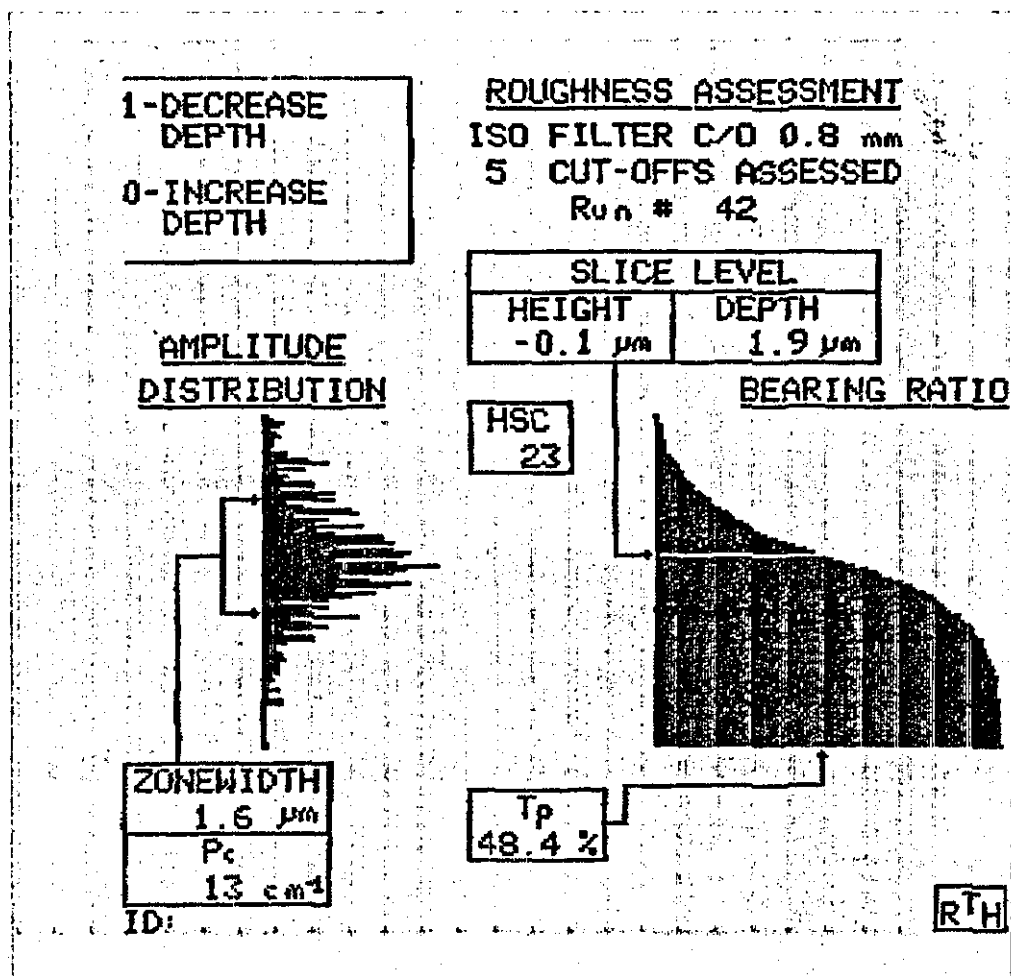 1-DECREASE
DEPTH
0-INCREASE
DEPTH
ROUGHNESS ASSESSMENT
ISO FILTER C/O 0.8 mm
5 CUT-OFFS ASSESSED
Run # 42
SLICE LEVEL
HEIGHT DEPTH
-0.1 µm 1.9 µm
AMPLITUDE
DISTRIBUTION
HSC
23
BEARING RATIO
ZONEWIDTH
1.6 µm
Pc
13 cm⁻¹
ID:
Tp
48.4 %
RTH